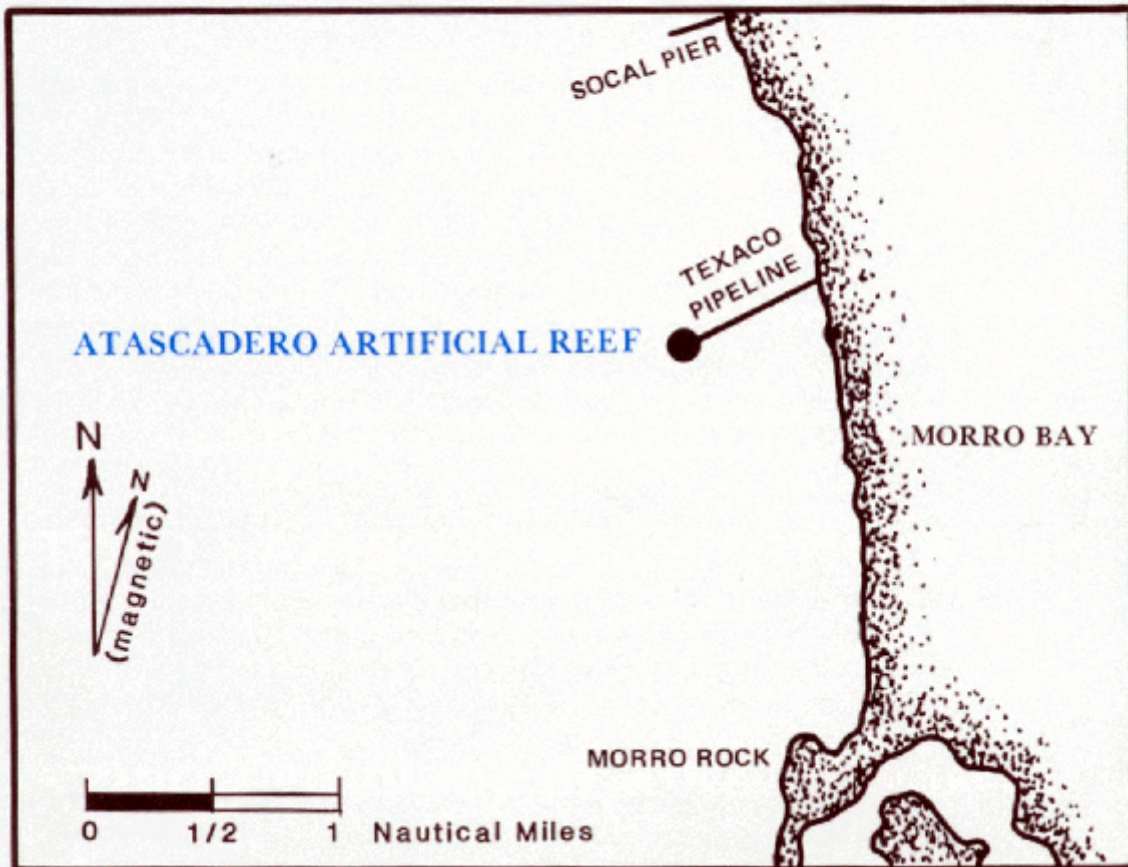 SOCAL PIER
TEXACO
PIPELINE
ATASCADERO ARTIFICIAL REEF
MORRO BAY
N
N
(magnetic)
MORRO ROCK
0 1/2 1 Nautical Miles